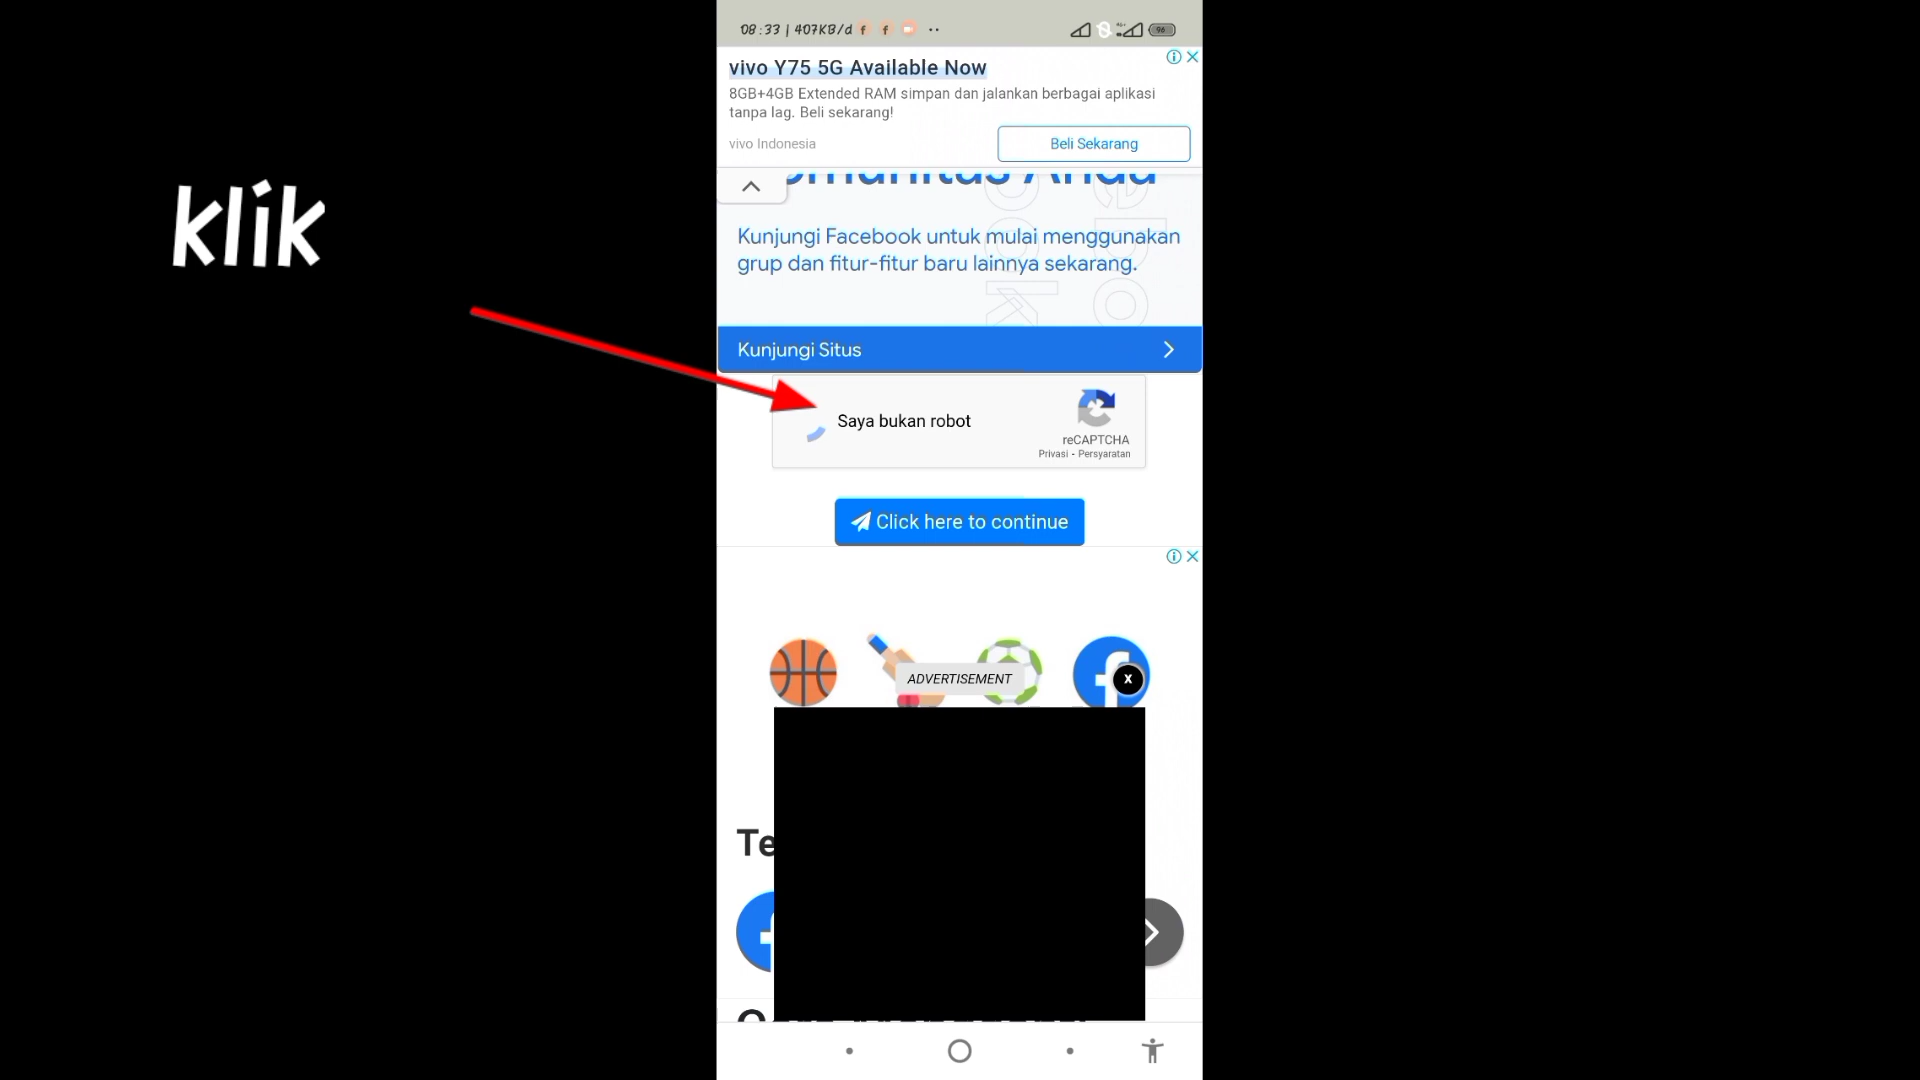 08:33 | 407KB/d
96
vivo Y75 5G Available Now
8GB+4GB Extended RAM simpan dan jalankan berbagai aplikasi
tanpa lag. Beli sekarang!
vivo Indonesia
Beli Sekarang
klik
Kunjungi Facebook untuk mulai menggunakan
grup dan fitur-fitur baru lainnya sekarang.
Kunjungi Situs
Saya bukan robot
reCAPTCHA
Privasi - Persyaratan
Click here to continue
ADVERTISEMENT
X
Te